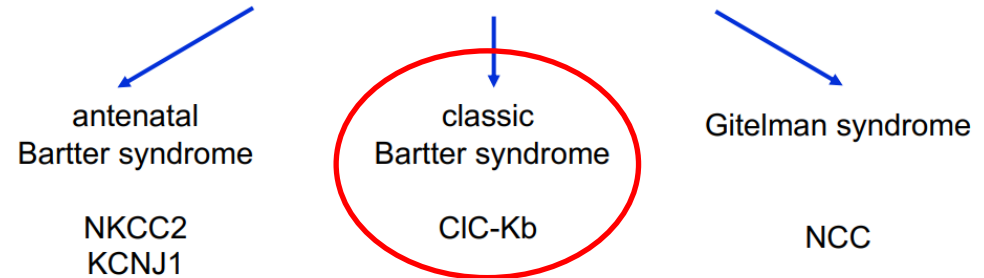 antenatal
Bartter syndrome
NKCC2
KCNJ1
classic
Bartter syndrome
ClC-Kb
Gitelman syndrome
NCC